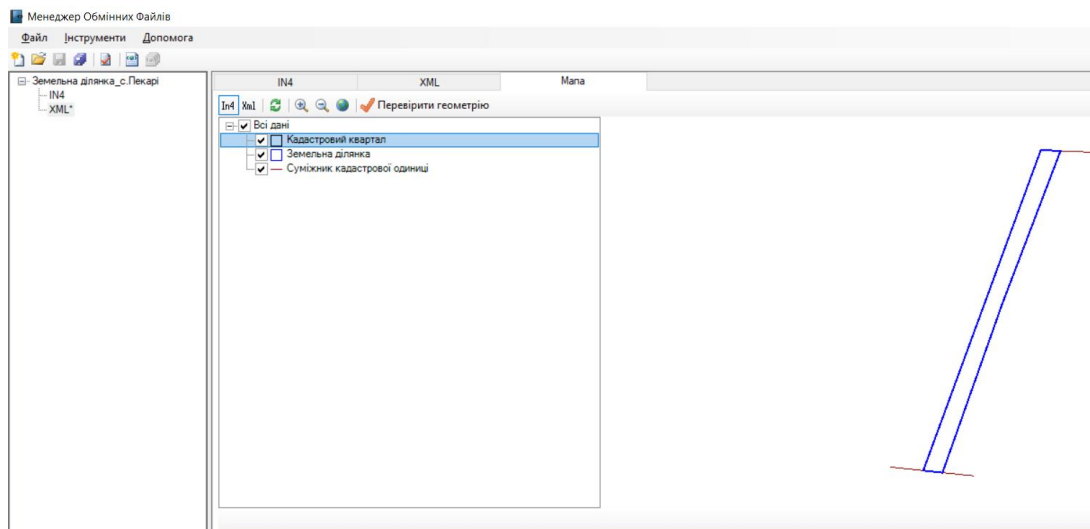 Менеджер Обмінних Файлів
Файл Інструменти Допомога
Земельна ділянка_с.Пекарі
IN4
XML*
IN4 XML Мапа
In4 Xml Перевірити геометрію
Всі дані
Кадастровий квартал
Земельна ділянка
Суміжник кадастрової одиниці